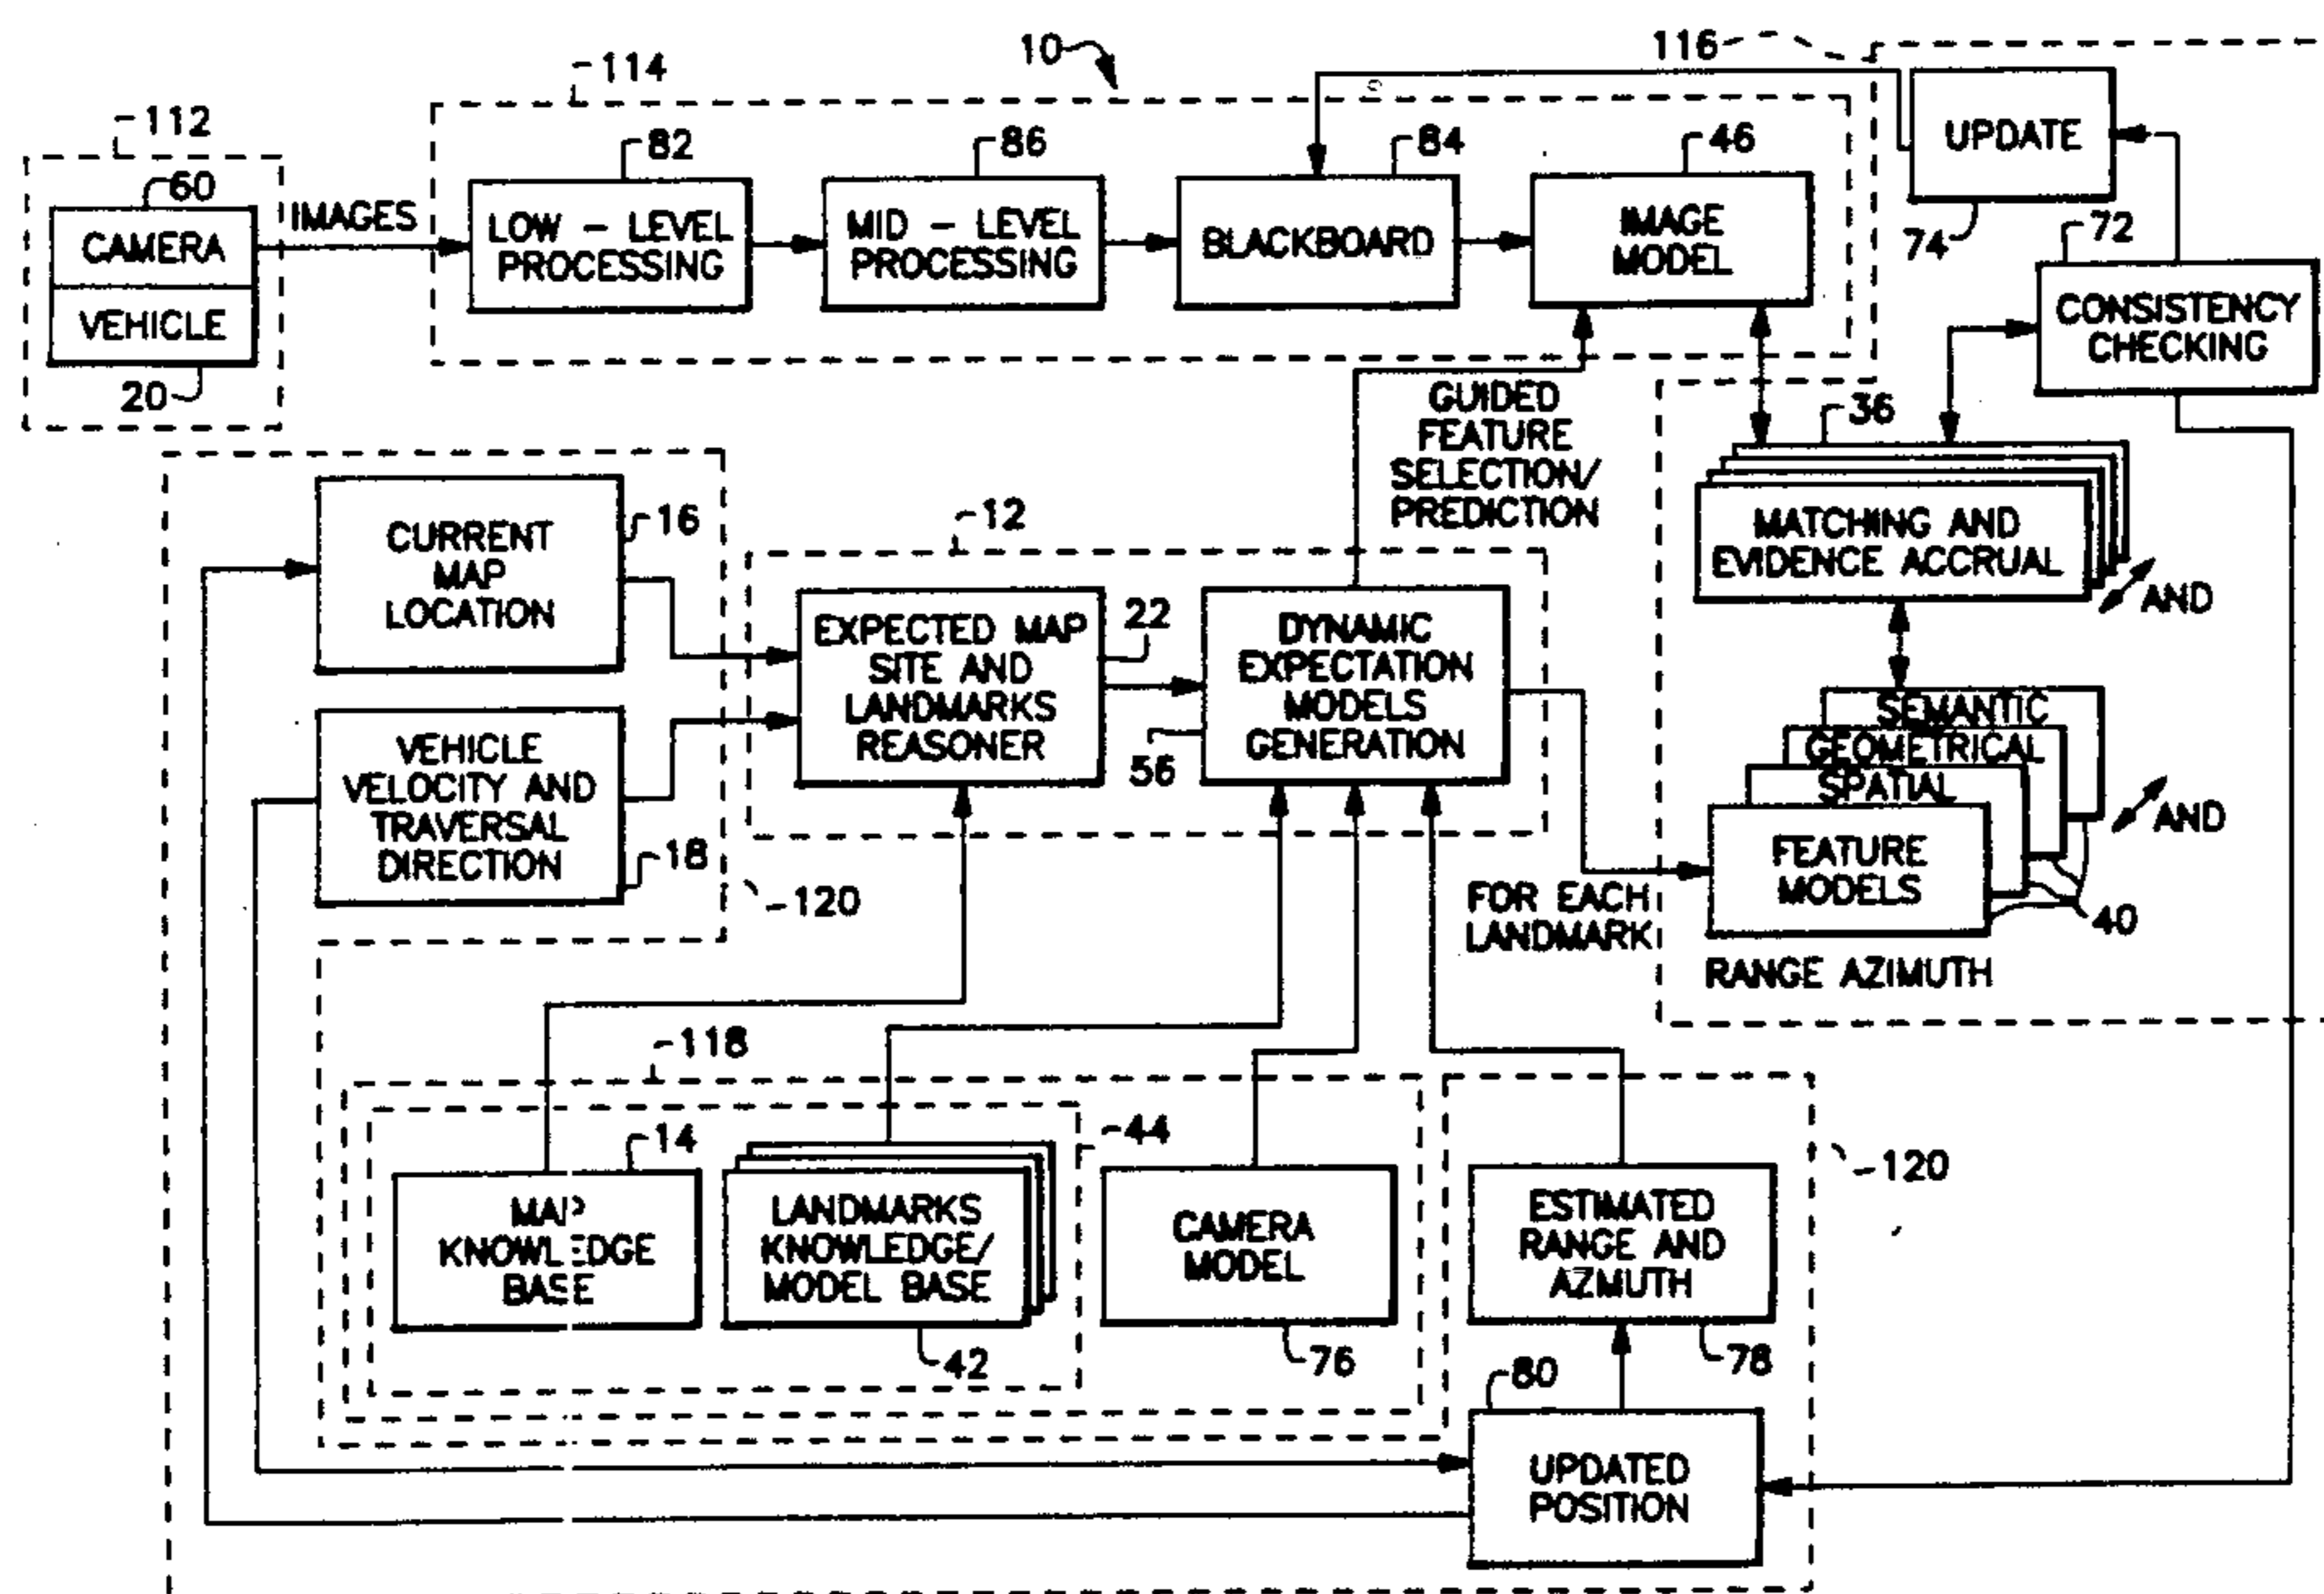 10
116
114
112
82
86
84
46
UPDATE
60
IMAGES
CAMERA
VEHICLE
20
LOW - LEVEL
PROCESSING
MID - LEVEL
PROCESSING
BLACKBOARD
IMAGE
MODEL
74
72
CONSISTENCY
CHECKING
GUIDED
FEATURE
SELECTION/
PREDICTION
36
MATCHING AND
EVIDENCE ACCRUAL
AND
CURRENT
MAP
LOCATION
16
12
EXPECTED MAP
SITE AND
LANDMARKS
REASONER
22
DYNAMIC
EXPECTATION
MODELS
GENERATION
56
SEMANTIC
GEOMETRICAL
SPATIAL
FEATURE
MODELS
AND
40
VEHICLE
VELOCITY AND
TRAVERSAL
DIRECTION
18
120
FOR EACH
LANDMARK
RANGE AZIMUTH
118
14
44
MAP
KNOWLEDGE
BASE
LANDMARKS
KNOWLEDGE/
MODEL BASE
42
CAMERA
MODEL
76
ESTIMATED
RANGE AND
AZMUTH
78
120
80
UPDATED
POSITION